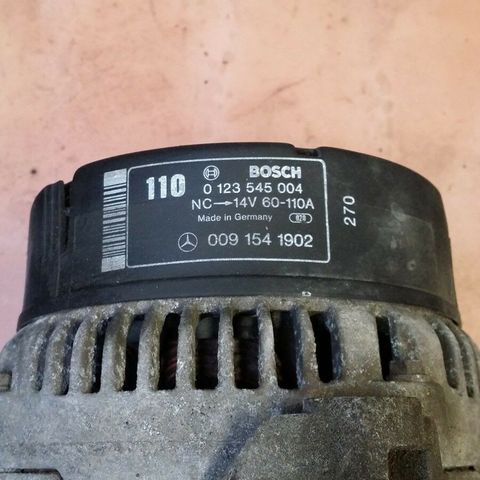 110 BOSCH
0 123 545 004
NC→14V 60-110A
Made in Germany
009 154 1902
270